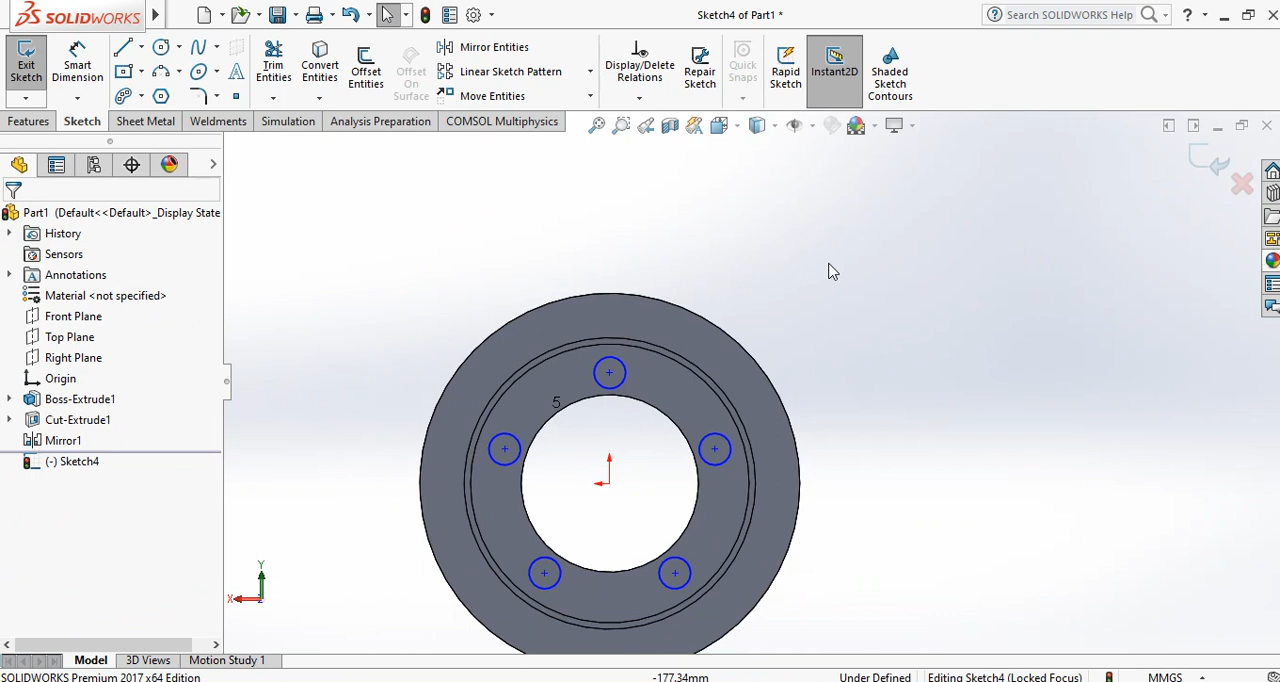 SOLIDWORKS
Sketch4 of Part1 *
Search SOLIDWORKS Help
?
Exit Sketch
Smart Dimension
Trim Entities
Convert Entities
Offset Entities
Offset On Surface
Mirror Entities
Linear Sketch Pattern
Move Entities
Display/Delete Relations
Repair Sketch
Quick Snaps
Rapid Sketch
Instant2D
Shaded Sketch Contours
Features
Sketch
Sheet Metal
Weldments
Simulation
Analysis Preparation
COMSOL Multiphysics
Part1 (Default<<Default>_Display State
History
Sensors
Annotations
Material <not specified>
Front Plane
Top Plane
Right Plane
Origin
Boss-Extrude1
Cut-Extrude1
Mirror1
(-) Sketch4
5
Y
X
Z
Model
3D Views
Motion Study 1
SOLIDWORKS Premium 2017 x64 Edition
-177.34mm
Under Defined
Editing Sketch4 (Locked Focus)
MMGS